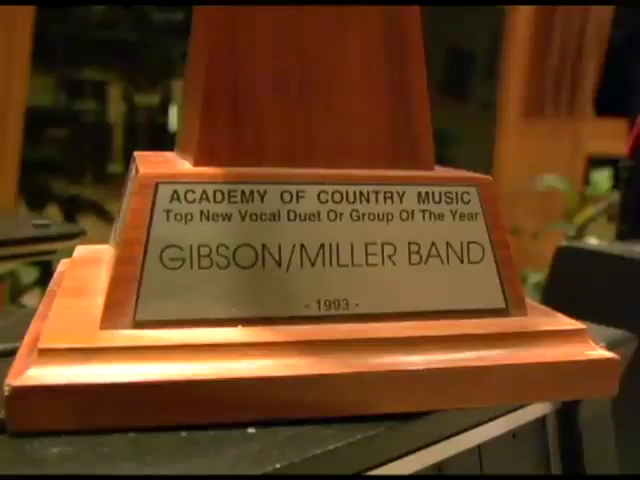 ACADEMY OF COUNTRY MUSIC
Top New Vocal Duet Or Group Of The Year
GIBSON/MILLER BAND
- 1993 -